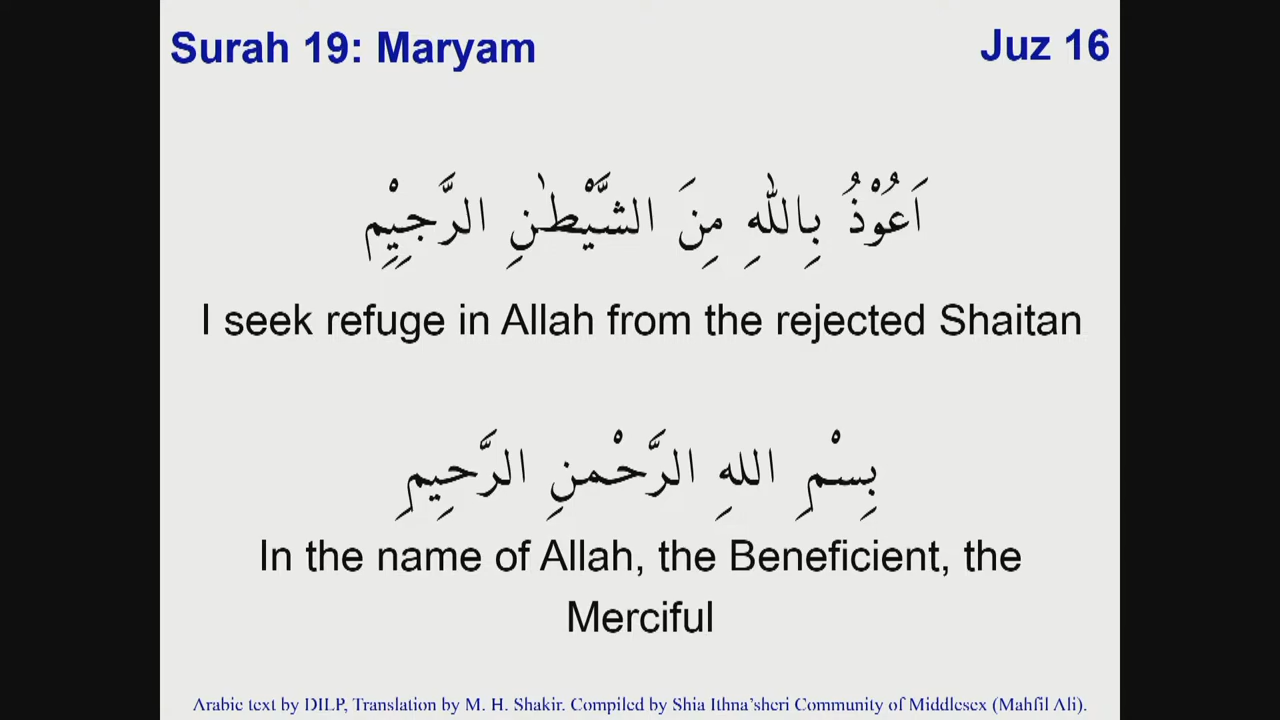 Surah 19: Maryam
Juz 16
اَعُوْذُ بِاللّٰهِ مِنَ الشَّيْطٰنِ الرَّجِيْمِ
I seek refuge in Allah from the rejected Shaitan
بِسْمِ اللهِ الرَّحْمنِ الرَّحِيمِ
In the name of Allah, the Beneficient, the
Merciful
Arabic text by DILP, Translation by M. H. Shakir. Compiled by Shia Ithna'sheri Community of Middlesex (Mahfil Ali).